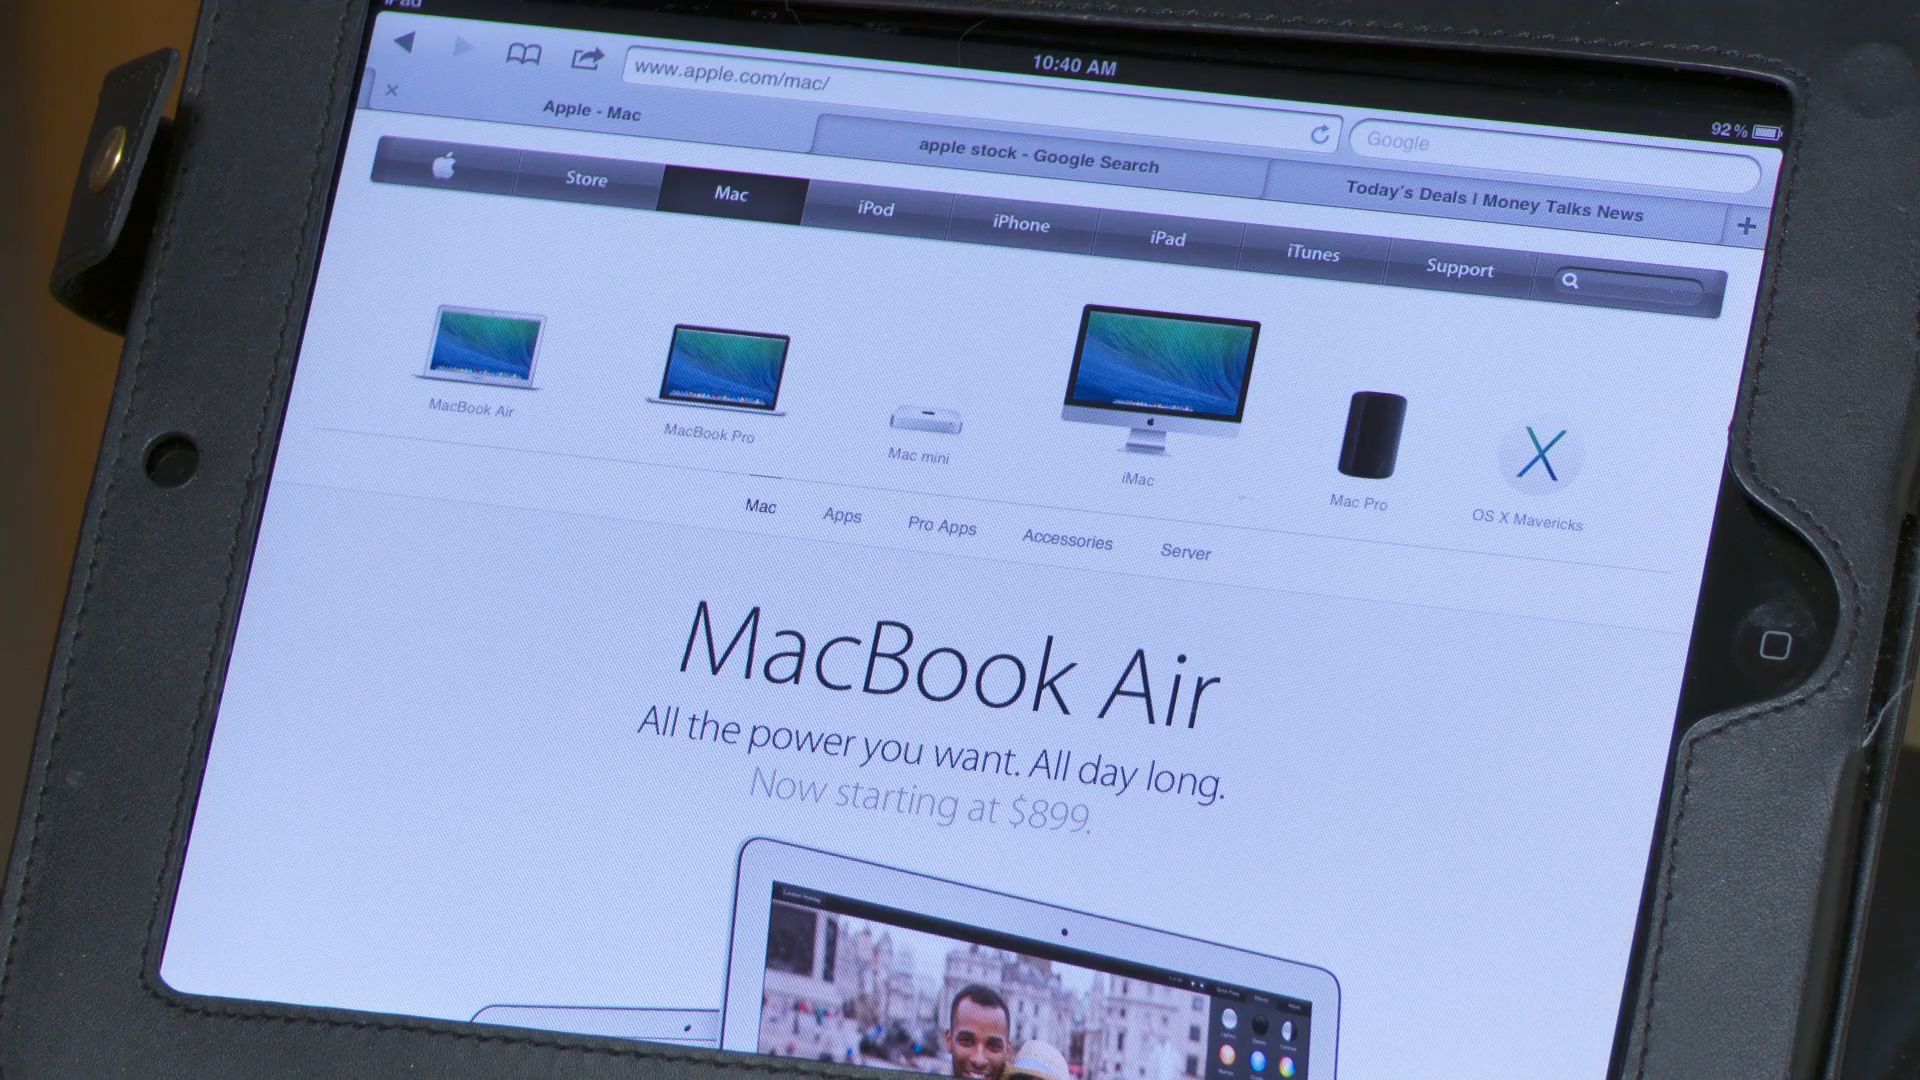 iPad
10:40 AM
92%
www.apple.com/mac/
Google
Apple - Mac
apple stock - Google Search
Today's Deals | Money Talks News
Store
Mac
iPod
iPhone
iPad
iTunes
Support
MacBook Air
MacBook Pro
Mac mini
iMac
Mac Pro
OS X Mavericks
Mac
Apps
Pro Apps
Accessories
Server
MacBook Air
All the power you want. All day long.
Now starting at $899.